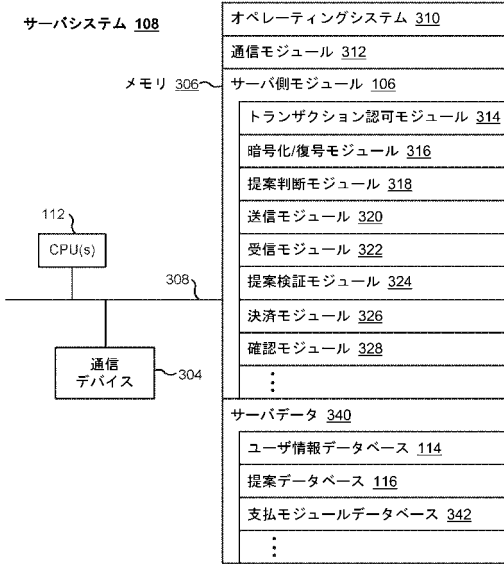 サーバシステム 108
オペレーティングシステム 310
通信モジュール 312
メモリ 306
サーバ側モジュール 106
トランザクション認可モジュール 314
暗号化/復号モジュール 316
提案判断モジュール 318
送信モジュール 320
受信モジュール 322
提案検証モジュール 324
決済モジュール 326
確認モジュール 328
112
CPU(s)
308
通信
デバイス
304
サーバデータ 340
ユーザ情報データベース 114
提案データベース 116
支払モジュールデータベース 342